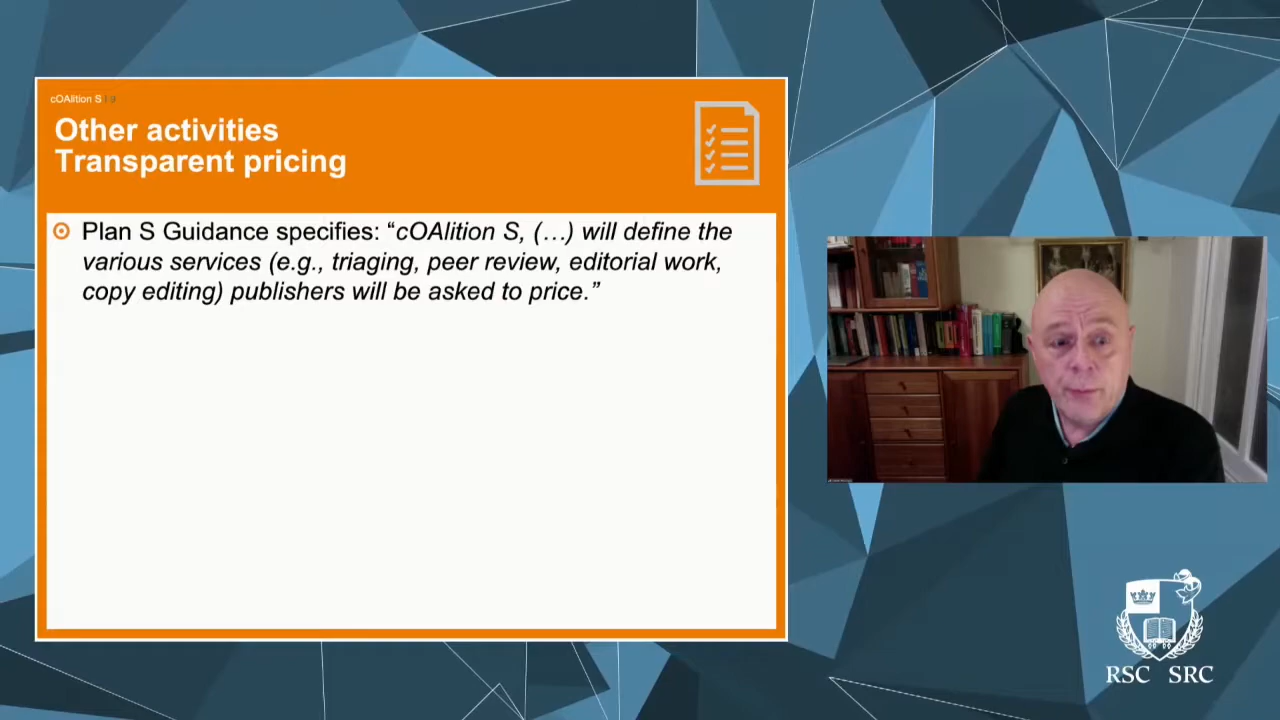 cOAlition S | 9
Other activities
Transparent pricing
Plan S Guidance specifies: “cOAlition S, (…) will define the
various services (e.g., triaging, peer review, editorial work,
copy editing) publishers will be asked to price.”
RSC SRC